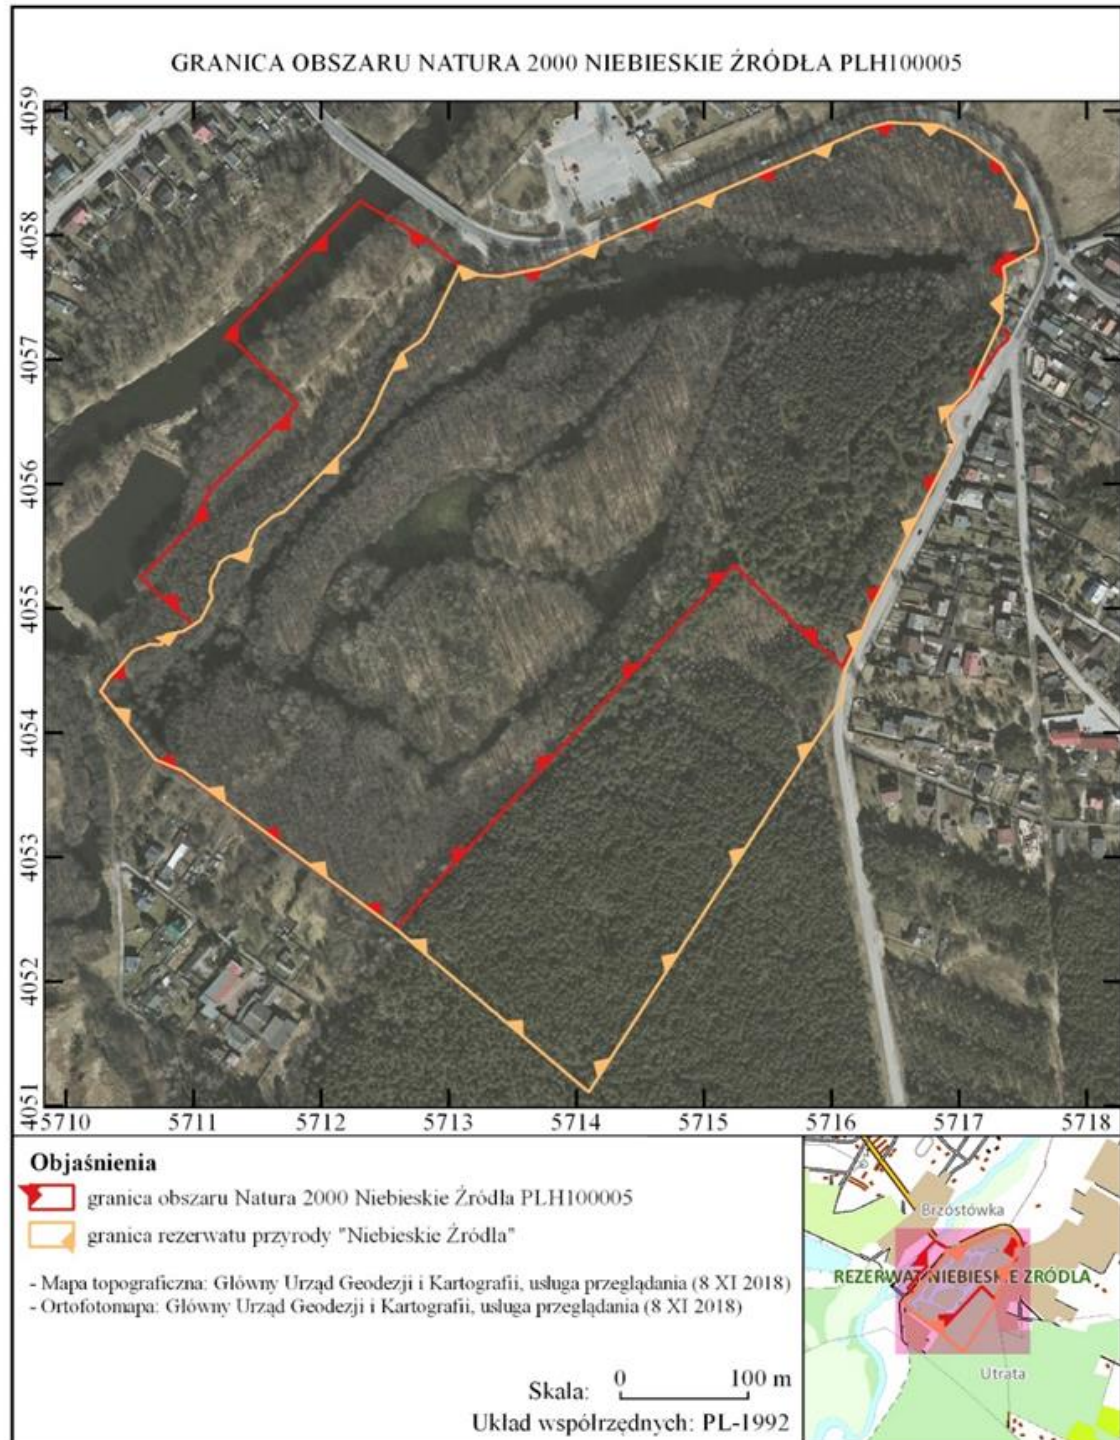 GRANICA OBSZARU NATURA 2000 NIEBIESKIE ŹRÓDŁA PLH100005
4059
4058
4057
4056
4055
4054
4053
4052
4051
5710 5711 5712 5713 5714 5715 5716 5717 5718
Objaśnienia
granica obszaru Natura 2000 Niebieskie Źródła PLH100005
granica rezerwatu przyrody "Niebieskie Źródła"
- Mapa topograficzna: Główny Urząd Geodezji i Kartografii, usługa przeglądania (8 XI 2018)
- Ortofotomapa: Główny Urząd Geodezji i Kartografii, usługa przeglądania (8 XI 2018)
Skala: 0 100 m
Układ współrzędnych: PL-1992
Brzostówka
REZERWAT NIEBIESKIE ŹRÓDŁA
Utrata